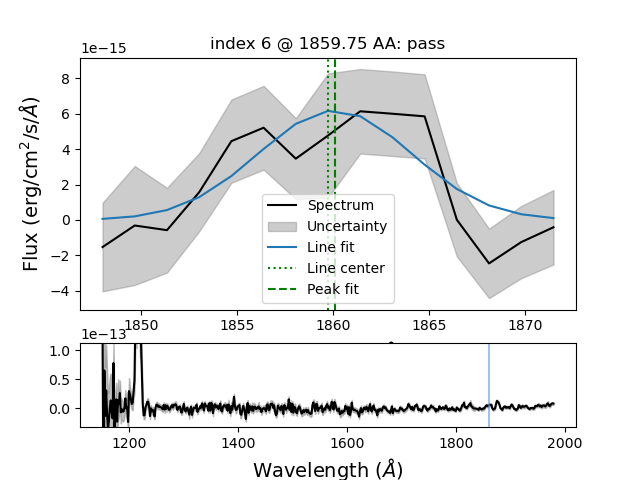 index 6 @ 1859.75 AA: pass
1e−15
8
6
4
2
0
−2
−4
Flux (erg/cm²/s/Å)
Spectrum
Uncertainty
Line fit
Line center
Peak fit
1850 1855 1860 1865 1870
1e−13
1.0
0.5
0.0
1200 1400 1600 1800 2000
Wavelength (Å)